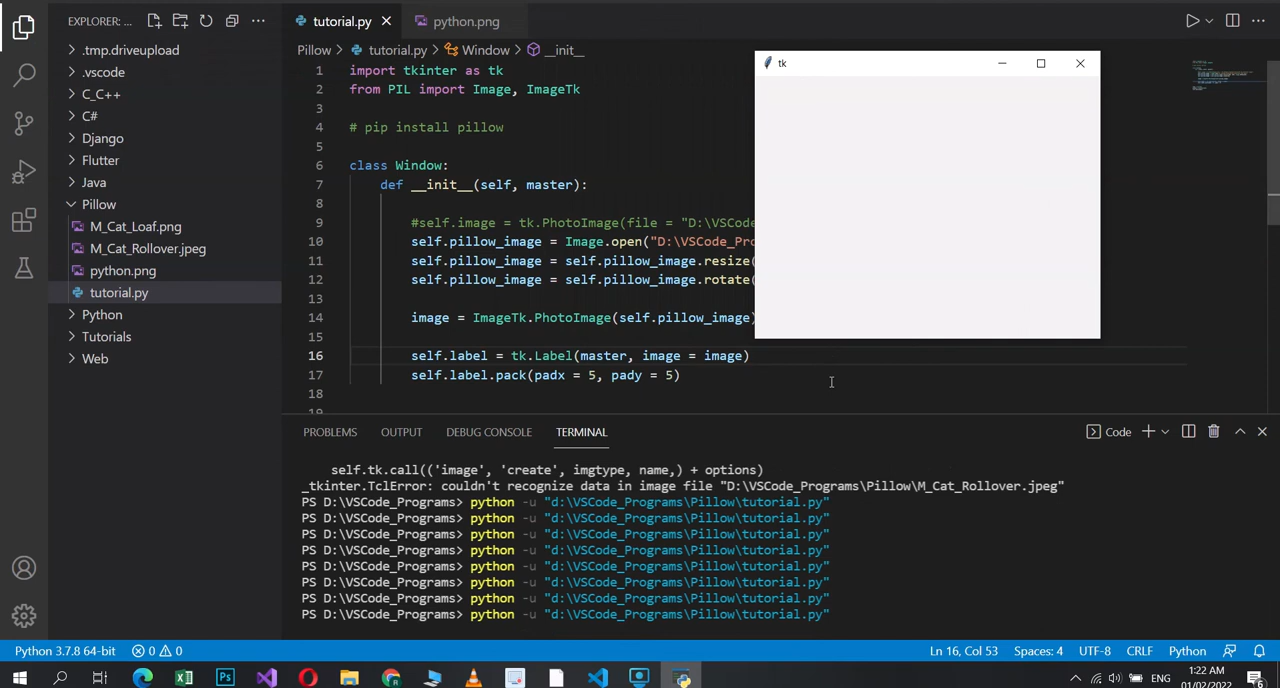 EXPLORER: ...
tutorial.py
python.png
Pillow > tutorial.py > Window > __init__
.tmp.driveupload
.vscode
C_C++
C#
Django
Flutter
Java
Pillow
M_Cat_Loaf.png
M_Cat_Rollover.jpeg
python.png
tutorial.py
Python
Tutorials
Web
1 import tkinter as tk
2 from PIL import Image, ImageTk
3
4 # pip install pillow
5
6 class Window:
7 def __init__(self, master):
8
9 #self.image = tk.PhotoImage(file = "D:\VSCod
10 self.pillow_image = Image.open("D:\VSCode_Pro
11 self.pillow_image = self.pillow_image.resize(
12 self.pillow_image = self.pillow_image.rotate(
13
14 image = ImageTk.PhotoImage(self.pillow_image)
15
16 self.label = tk.Label(master, image = image)
17 self.label.pack(padx = 5, pady = 5)
18
19
tk
PROBLEMS OUTPUT DEBUG CONSOLE TERMINAL
Code
self.tk.call(('image', 'create', imgtype, name,) + options)
_tkinter.TclError: couldn't recognize data in image file "D:\VSCode_Programs\Pillow\M_Cat_Rollover.jpeg"
PS D:\VSCode_Programs> python -u "d:\VSCode_Programs\Pillow\tutorial.py"
PS D:\VSCode_Programs> python -u "d:\VSCode_Programs\Pillow\tutorial.py"
PS D:\VSCode_Programs> python -u "d:\VSCode_Programs\Pillow\tutorial.py"
PS D:\VSCode_Programs> python -u "d:\VSCode_Programs\Pillow\tutorial.py"
PS D:\VSCode_Programs> python -u "d:\VSCode_Programs\Pillow\tutorial.py"
PS D:\VSCode_Programs> python -u "d:\VSCode_Programs\Pillow\tutorial.py"
PS D:\VSCode_Programs> python -u "d:\VSCode_Programs\Pillow\tutorial.py"
PS D:\VSCode_Programs> python -u "d:\VSCode_Programs\Pillow\tutorial.py"
Python 3.7.8 64-bit 0 0 Ln 16, Col 53 Spaces: 4 UTF-8 CRLF Python
Ps
ENG
1:22 AM
01/02/2022
6